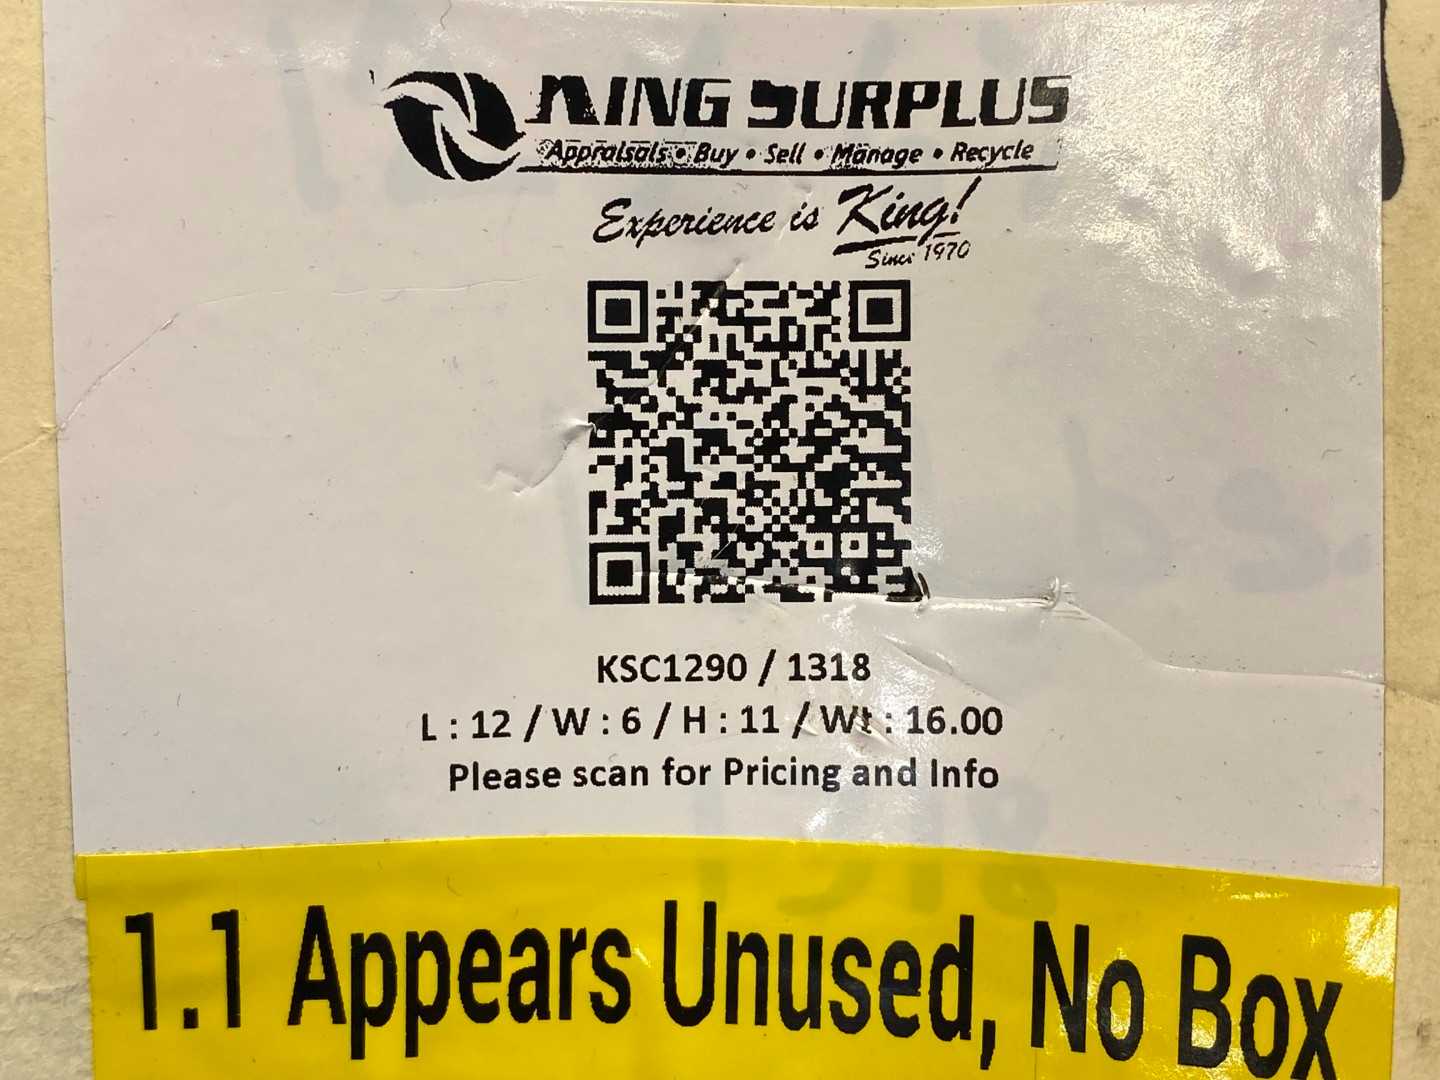 KING SURPLUS
Appraisals • Buy • Sell • Manage • Recycle
Experience is King!
Since 1970
KSC1290 / 1318
L : 12 / W : 6 / H : 11 / Wt : 16.00
Please scan for Pricing and Info
1.1 Appears Unused, No Box